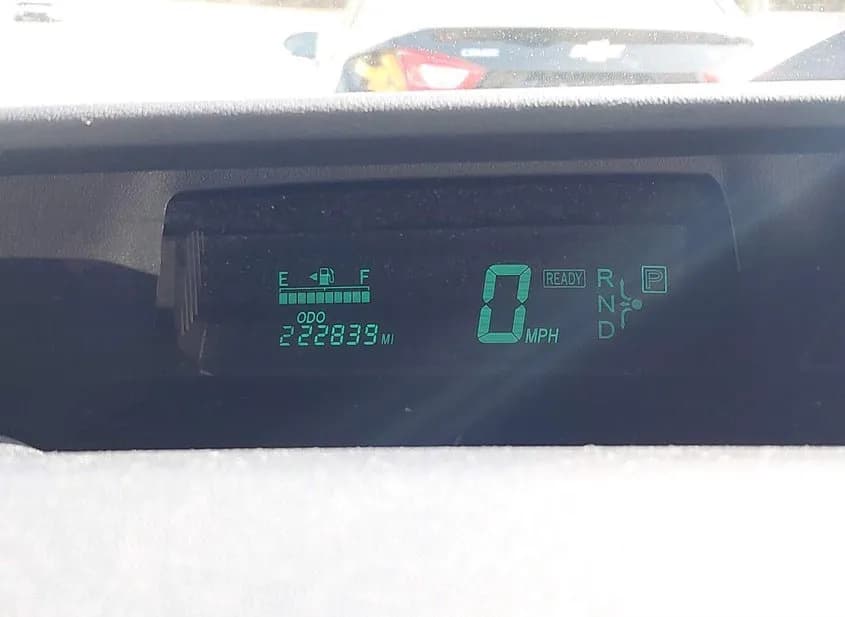 E F
ODO
222839 MI
0 MPH
READY
R
N
D
P